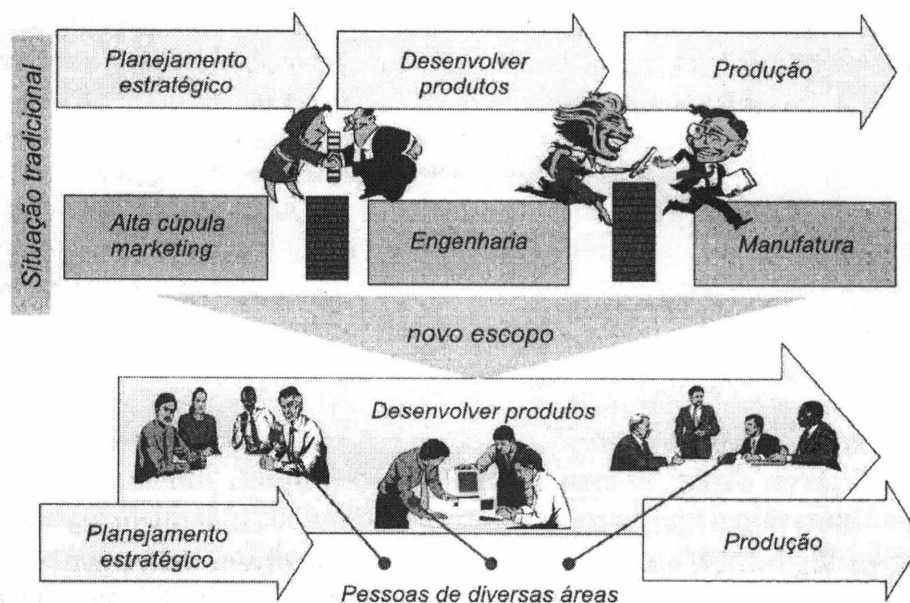 Situação tradicional
Planejamento
estratégico
Desenvolver
produtos
Produção
Alta cúpula
marketing
Engenharia
Manufatura
novo escopo
Desenvolver produtos
Planejamento
estratégico
Produção
Pessoas de diversas áreas